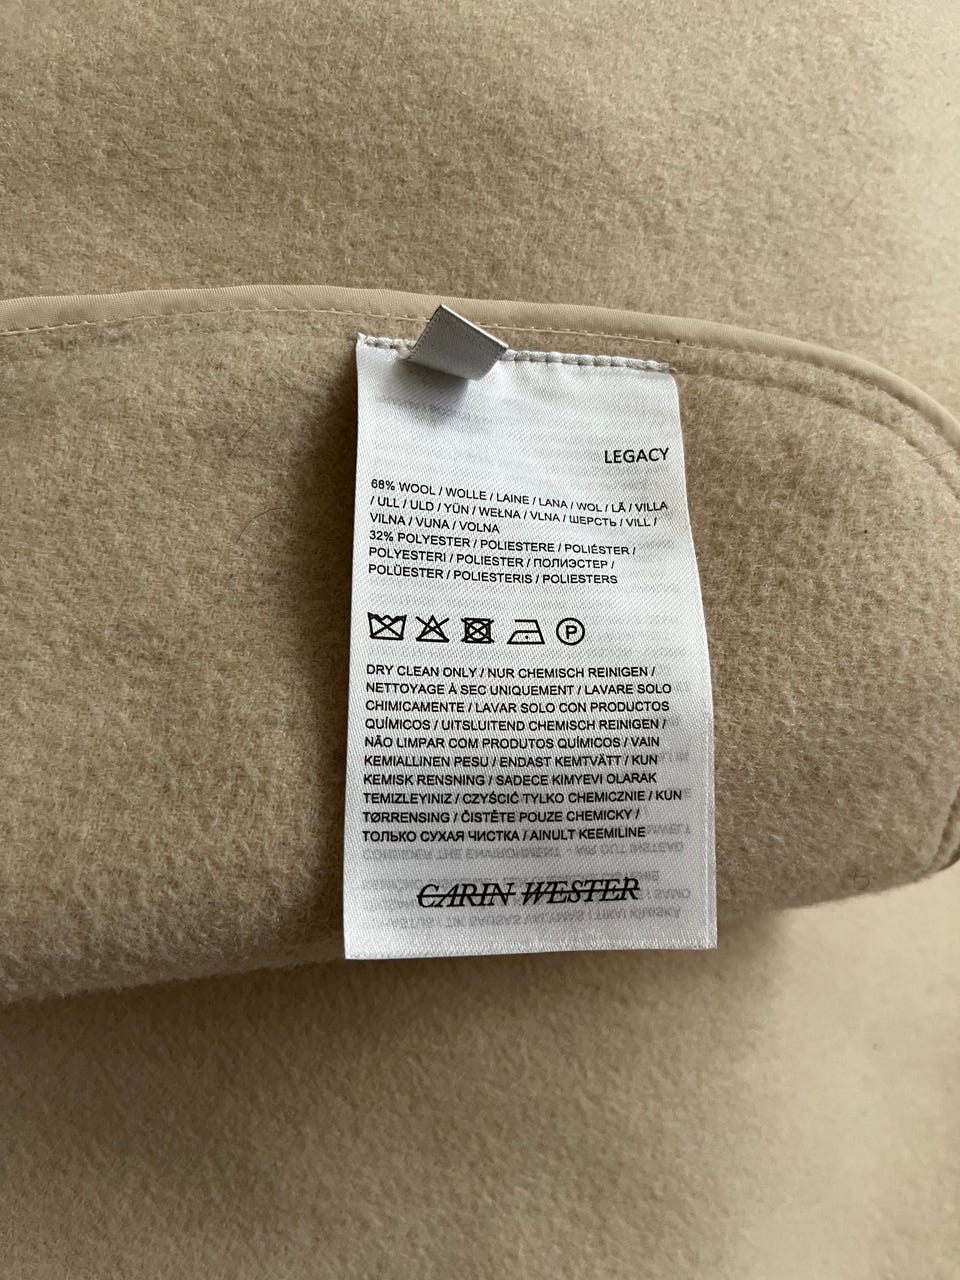 LEGACY
68% WOOL / WOLLE / LAINE / LANA / WOL / LÃ / VILLA
/ ULL / ULD / YÜN / WEŁNA / VLNA / ШЕРСТЬ / VILL /
VILNA / VUNA / VOLNA
32% POLYESTER / POLIESTERE / POLIÉSTER /
POLYESTERI / POLIESTER / ПОЛИЭСТЕР /
POLÜESTER / POLIESTERIS / POLIESTERS
P
DRY CLEAN ONLY / NUR CHEMISCH REINIGEN /
NETTOYAGE À SEC UNIQUEMENT / LAVARE SOLO
CHIMICAMENTE / LAVAR SOLO CON PRODUCTOS
QUÍMICOS / UITSLUITEND CHEMISCH REINIGEN /
NÃO LIMPAR COM PRODUTOS QUÍMICOS / VAIN
KEMIALLINEN PESU / ENDAST KEMTVÄTT / KUN
KEMISK RENSNING / SADECE KIMYEVI OLARAK
TEMIZLEYINIZ / CZYŚCIĆ TYLKO CHEMICZNIE / KUN
TØRRENSING / ČISTĚTE POUZE CHEMICKY /
ТОЛЬКО СУХАЯ ЧИСТКА / AINULT KEEMILINE
CARIN WESTER